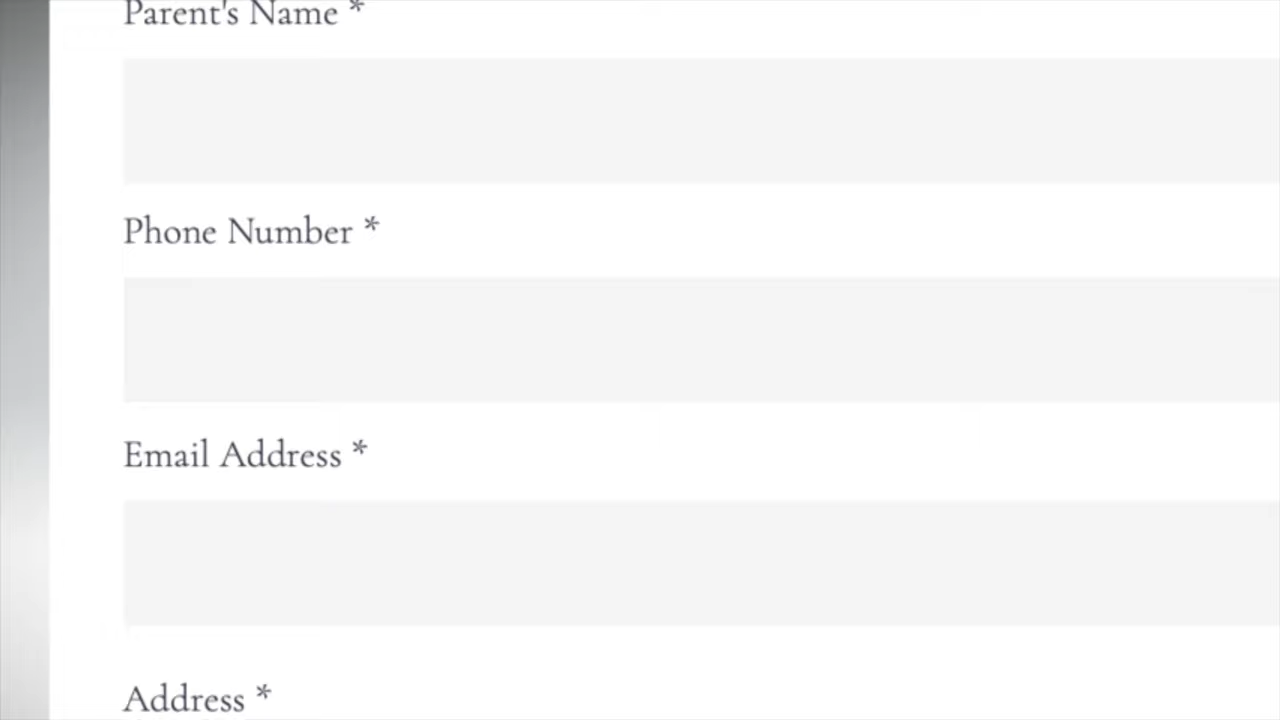 Parent's Name *
Phone Number *
Email Address *
Address *